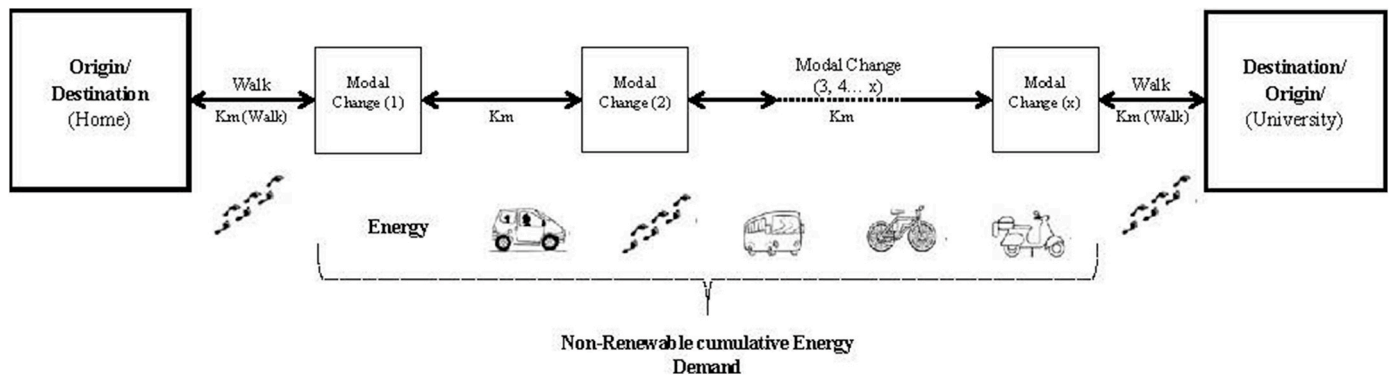 Origin/
Destination
(Home)
Walk
Km (Walk)
Modal
Change (1)
Km
Modal
Change (2)
Modal Change
(3, 4... x)
Km
Modal
Change (x)
Walk
Km (Walk)
Destination/
Origin/
(University)
Energy
Non-Renewable cumulative Energy
Demand